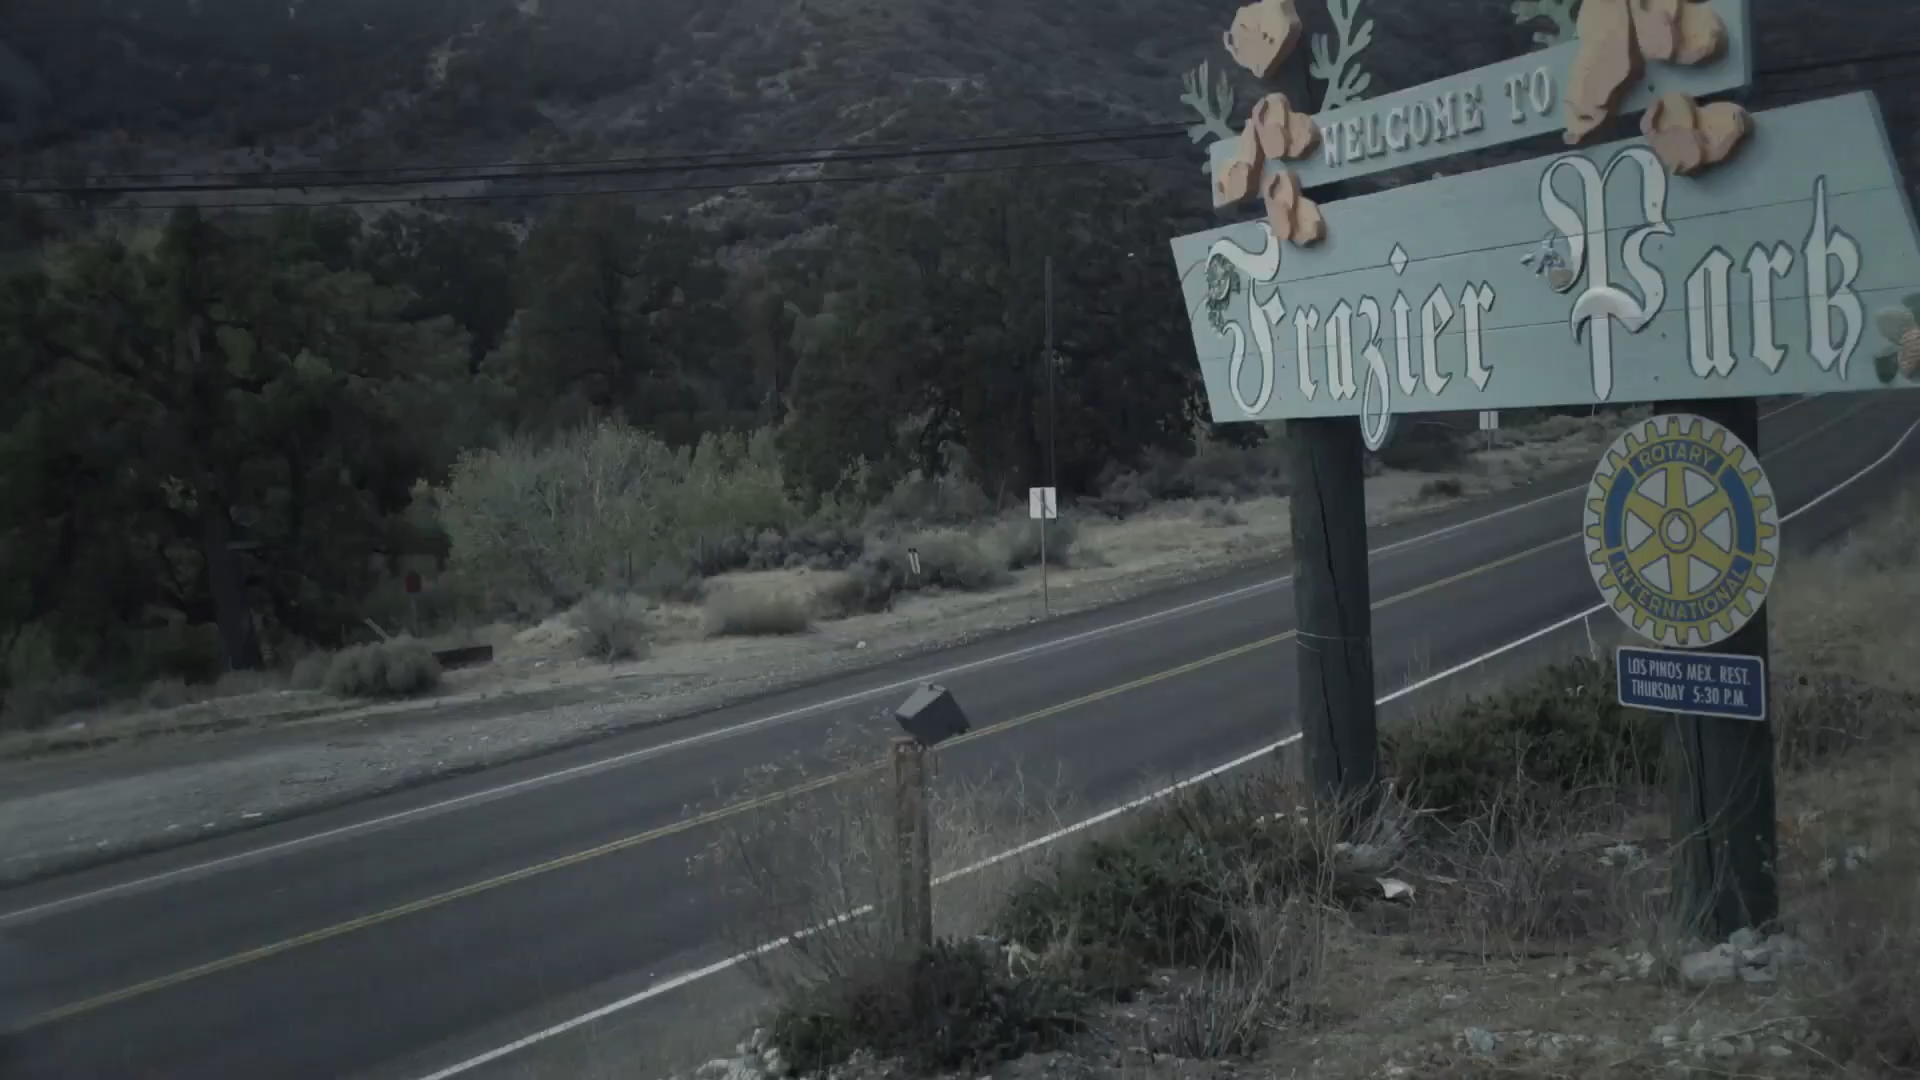 WELCOME TO
Frazier Park
ROTARY
INTERNATIONAL
LOS PINOS MEX. REST.
THURSDAY 5:30 P.M.